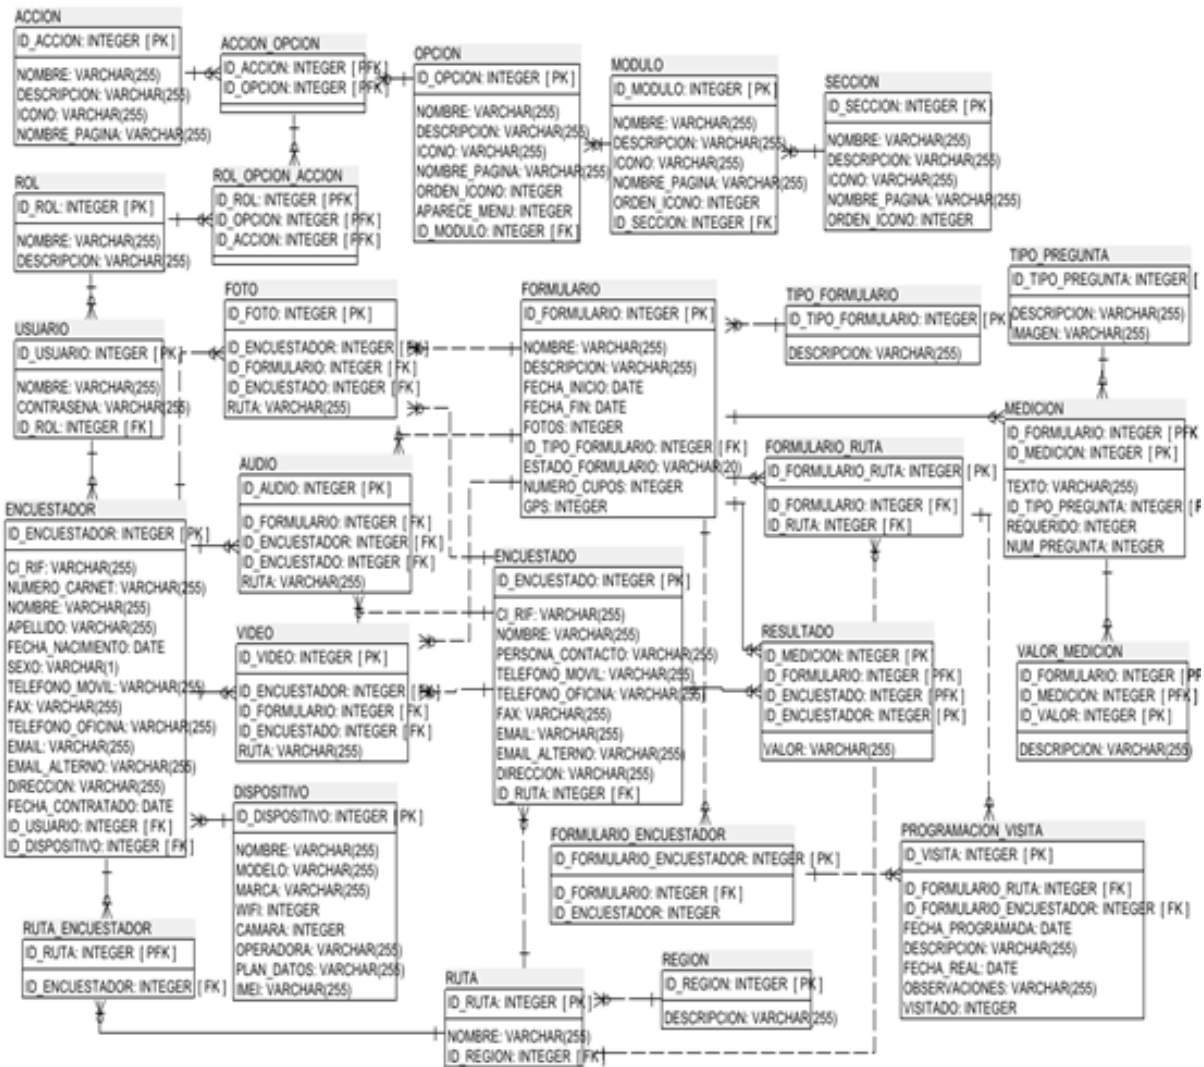 ACCION
ID_ACCION: INTEGER [ PK ]
NOMBRE: VARCHAR(255)
DESCRIPCION: VARCHAR(255)
ICONO: VARCHAR(255)
NOMBRE_PAGINA: VARCHAR(255)
ACCION_OPCION
ID_ACCION: INTEGER [ PFK ]
ID_OPCION: INTEGER [ PFK ]
OPCION
ID_OPCION: INTEGER [ PK ]
NOMBRE: VARCHAR(255)
DESCRIPCION: VARCHAR(255)
ICONO: VARCHAR(255)
NOMBRE_PAGINA: VARCHAR(255)
ORDEN_ICONO: INTEGER
APARECE_MENU: INTEGER
ID_MODULO: INTEGER [ FK ]
MODULO
ID_MODULO: INTEGER [ PK ]
NOMBRE: VARCHAR(255)
DESCRIPCION: VARCHAR(255)
ICONO: VARCHAR(255)
NOMBRE_PAGINA: VARCHAR(255)
ORDEN_ICONO: INTEGER
ID_SECCION: INTEGER [ FK ]
SECCION
ID_SECCION: INTEGER [ PK ]
NOMBRE: VARCHAR(255)
DESCRIPCION: VARCHAR(255)
ICONO: VARCHAR(255)
NOMBRE_PAGINA: VARCHAR(255)
ORDEN_ICONO: INTEGER
ROL
ID_ROL: INTEGER [ PK ]
NOMBRE: VARCHAR(255)
DESCRIPCION: VARCHAR(255)
ROL_OPCION_ACCION
ID_ROL: INTEGER [ PFK ]
ID_OPCION: INTEGER [ PFK ]
ID_ACCION: INTEGER [ PFK ]
TIPO_PREGUNTA
ID_TIPO_PREGUNTA: INTEGER [
DESCRIPCION: VARCHAR(255)
IMAGEN: VARCHAR(255)
FOTO
ID_FOTO: INTEGER [ PK ]
ID_ENCUESTADOR: INTEGER [ FK ]
ID_FORMULARIO: INTEGER [ FK ]
ID_ENCUESTADO: INTEGER [ FK ]
RUTA: VARCHAR(255)
FORMULARIO
ID_FORMULARIO: INTEGER [ PK ]
NOMBRE: VARCHAR(255)
DESCRIPCION: VARCHAR(255)
FECHA_INICIO: DATE
FECHA_FIN: DATE
FOTOS: INTEGER
ID_TIPO_FORMULARIO: INTEGER [ FK ]
ESTADO_FORMULARIO: VARCHAR(20)
NUMERO_CUPOS: INTEGER
GPS: INTEGER
TIPO_FORMULARIO
ID_TIPO_FORMULARIO: INTEGER [ PK ]
DESCRIPCION: VARCHAR(255)
USUARIO
ID_USUARIO: INTEGER [ PK ]
NOMBRE: VARCHAR(255)
CONTRASENA: VARCHAR(255)
ID_ROL: INTEGER [ FK ]
MEDICION
ID_FORMULARIO: INTEGER [ PFK
ID_MEDICION: INTEGER [ PK ]
TEXTO: VARCHAR(255)
ID_TIPO_PREGUNTA: INTEGER [ F
REQUERIDO: INTEGER
NUM_PREGUNTA: INTEGER
FORMULARIO_RUTA
ID_FORMULARIO_RUTA: INTEGER [ PK ]
ID_FORMULARIO: INTEGER [ FK ]
ID_RUTA: INTEGER [ FK ]
AUDIO
ID_AUDIO: INTEGER [ PK ]
ID_FORMULARIO: INTEGER [ FK ]
ID_ENCUESTADOR: INTEGER [ FK ]
ID_ENCUESTADO: INTEGER [ FK ]
RUTA: VARCHAR(255)
ENCUESTADOR
ID_ENCUESTADOR: INTEGER [ PK ]
CI_RIF: VARCHAR(255)
NUMERO_CARNET: VARCHAR(255)
NOMBRE: VARCHAR(255)
APELLIDO: VARCHAR(255)
FECHA_NACIMIENTO: DATE
SEXO: VARCHAR(1)
TELEFONO_MOVIL: VARCHAR(255)
FAX: VARCHAR(255)
TELEFONO_OFICINA: VARCHAR(255)
EMAIL: VARCHAR(255)
EMAIL_ALTERNO: VARCHAR(255)
DIRECCION: VARCHAR(255)
FECHA_CONTRATADO: DATE
ID_USUARIO: INTEGER [ FK ]
ID_DISPOSITIVO: INTEGER [ FK ]
ENCUESTADO
ID_ENCUESTADO: INTEGER [ PK ]
CI_RIF: VARCHAR(255)
NOMBRE: VARCHAR(255)
PERSONA_CONTACTO: VARCHAR(255)
TELEFONO_MOVIL: VARCHAR(255)
TELEFONO_OFICINA: VARCHAR(255)
FAX: VARCHAR(255)
EMAIL: VARCHAR(255)
EMAIL_ALTERNO: VARCHAR(255)
DIRECCION: VARCHAR(255)
ID_RUTA: INTEGER [ FK ]
VIDEO
ID_VIDEO: INTEGER [ PK ]
ID_ENCUESTADOR: INTEGER [ FK ]
ID_FORMULARIO: INTEGER [ FK ]
ID_ENCUESTADO: INTEGER [ FK ]
RUTA: VARCHAR(255)
RESULTADO
ID_MEDICION: INTEGER [ PK ]
ID_FORMULARIO: INTEGER [ PFK ]
ID_ENCUESTADO: INTEGER [ PFK ]
ID_ENCUESTADOR: INTEGER [ PK ]
VALOR: VARCHAR(255)
VALOR_MEDICION
ID_FORMULARIO: INTEGER [ PF
ID_MEDICION: INTEGER [ PFK ]
ID_VALOR: INTEGER [ PK ]
DESCRIPCION: VARCHAR(255)
DISPOSITIVO
ID_DISPOSITIVO: INTEGER [ PK ]
NOMBRE: VARCHAR(255)
MODELO: VARCHAR(255)
MARCA: VARCHAR(255)
WIFI: INTEGER
CAMARA: INTEGER
OPERADORA: VARCHAR(255)
PLAN_DATOS: VARCHAR(255)
IMEI: VARCHAR(255)
FORMULARIO_ENCUESTADOR
ID_FORMULARIO_ENCUESTADOR: INTEGER [ PK ]
ID_FORMULARIO: INTEGER [ FK ]
ID_ENCUESTADOR: INTEGER
PROGRAMACION_VISITA
ID_VISITA: INTEGER [ PK ]
ID_FORMULARIO_RUTA: INTEGER [ FK ]
ID_FORMULARIO_ENCUESTADOR: INTEGER [ FK ]
FECHA_PROGRAMADA: DATE
DESCRIPCION: VARCHAR(255)
FECHA_REAL: DATE
OBSERVACIONES: VARCHAR(255)
VISITADO: INTEGER
RUTA_ENCUESTADOR
ID_RUTA: INTEGER [ PFK ]
ID_ENCUESTADOR: INTEGER [ FK ]
RUTA
ID_RUTA: INTEGER [ PK ]
NOMBRE: VARCHAR(255)
ID_REGION: INTEGER [ FK ]
REGION
ID_REGION: INTEGER [ PK ]
DESCRIPCION: VARCHAR(255)